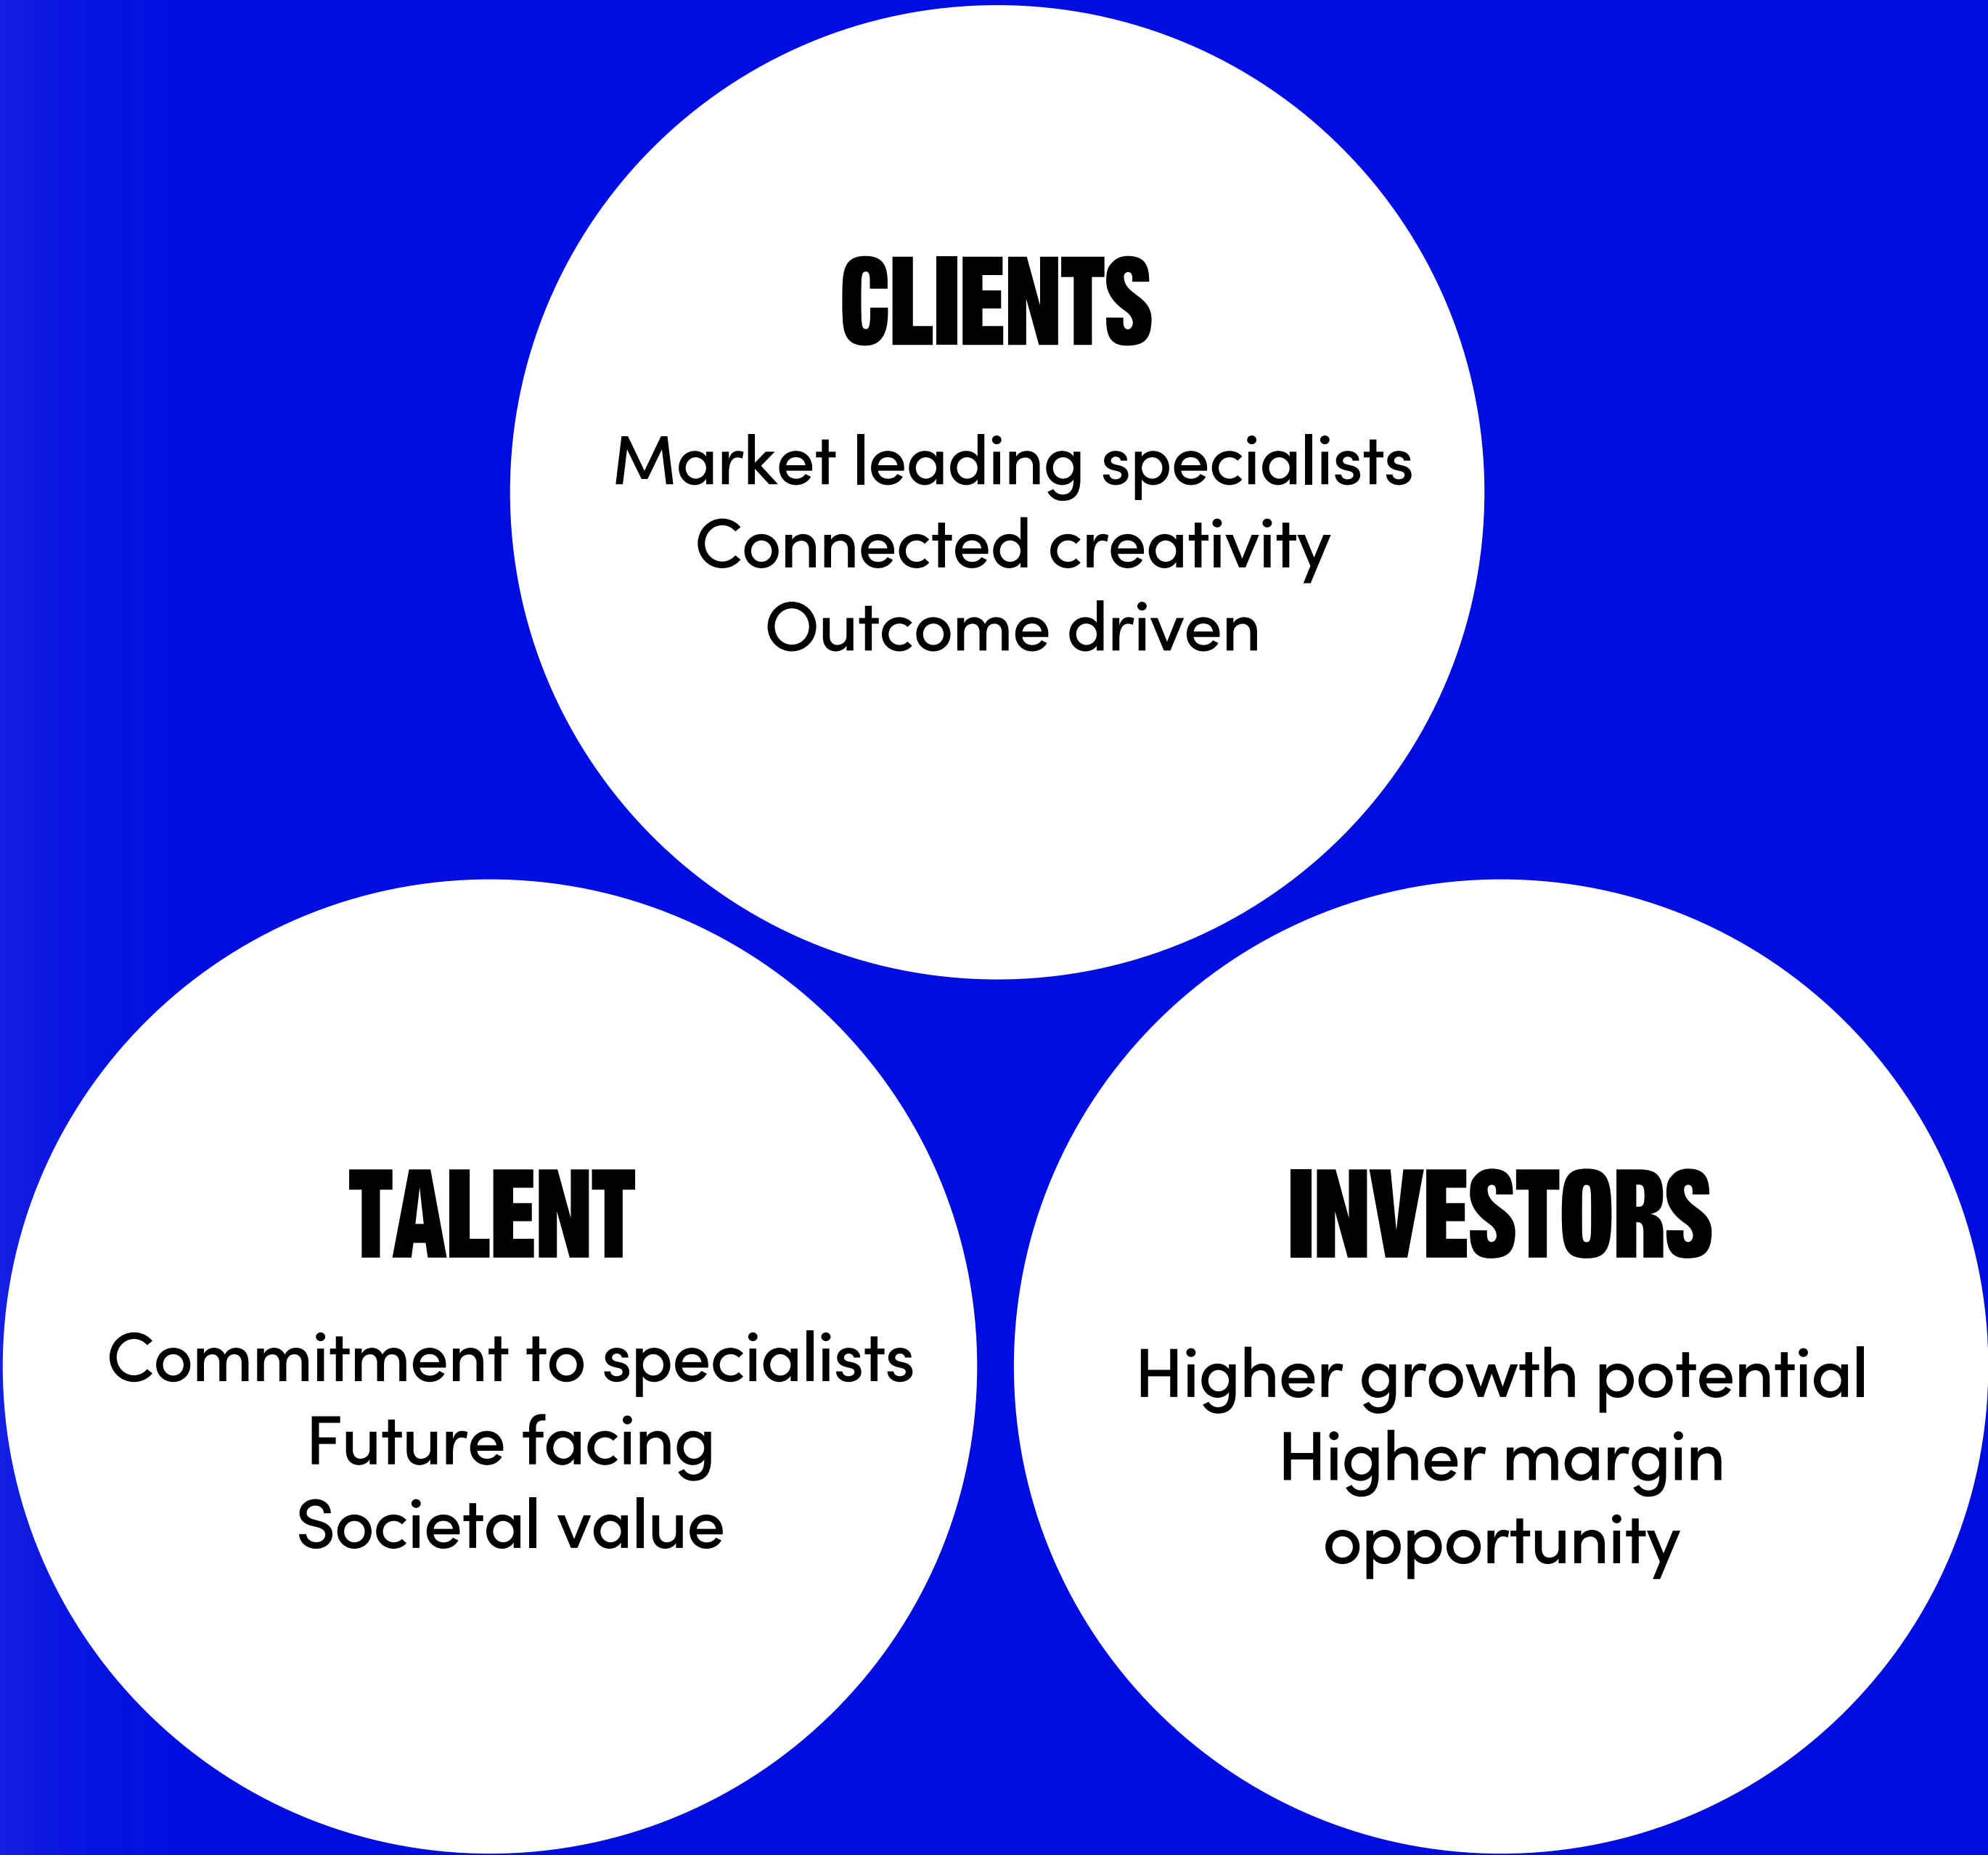 CLIENTS
Market leading specialists
Connected creativity
Outcome driven
TALENT
Commitment to specialists
Future facing
Societal value
INVESTORS
Higher growth potential
Higher margin
opportunity